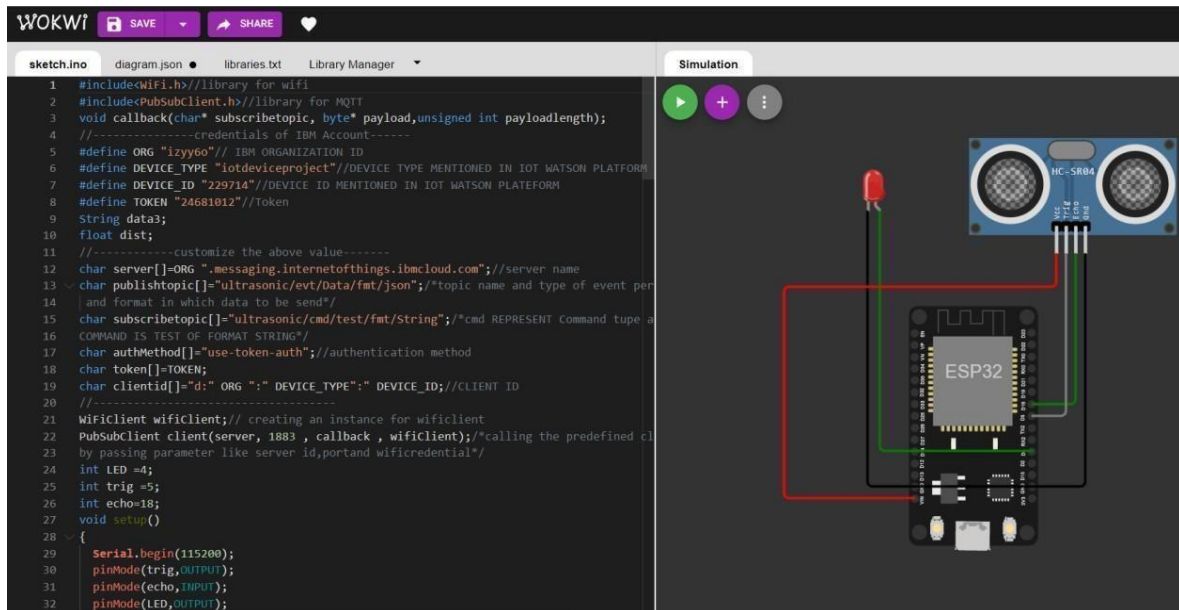 WOKWI SAVE SHARE
sketch.ino diagram.json libraries.txt Library Manager
1 #include<WiFi.h>//library for wifi
2 #include<PubSubClient.h>//library for MQTT
3 void callback(char* subscribetopic, byte* payload,unsigned int payloadlength);
4 //---------------credentials of IBM Account------
5 #define ORG "izyy6o"// IBM ORGANIZATION ID
6 #define DEVICE_TYPE "iotdeviceproject"//DEVICE TYPE MENTIONED IN IOT WATSON PLATFORM
7 #define DEVICE_ID "229714"//DEVICE ID MENTIONED IN IOT WATSON PLATEFORM
8 #define TOKEN "24681012"//Token
9 String data3;
10 float dist;
11 //------------customize the above value-------
12 char server[]=ORG ".messaging.internetofthings.ibmcloud.com";//server name
13 char publishtopic[]="ultrasonic/evt/Data/fmt/json";/*topic name and type of event per
14 and format in which data to be send*/
15 char subscribetopic[]="ultrasonic/cmd/test/fmt/String";/*cmd REPRESENT Command tupe a
16 COMMAND IS TEST OF FORMAT STRING*/
17 char authMethod[]="use-token-auth";//authentication method
18 char token[]=TOKEN;
19 char clientid[]="d:" ORG ":" DEVICE_TYPE":" DEVICE_ID;//CLIENT ID
20 //------------------------------------
21 WiFiClient wifiClient;// creating an instance for wificlient
22 PubSubClient client(server, 1883 , callback , wifiClient);/*calling the predefined cl
23 by passing parameter like server id,portand wificredential*/
24 int LED =4;
25 int trig =5;
26 int echo=18;
27 void setup()
28 {
29 Serial.begin(115200);
30 pinMode(trig,OUTPUT);
31 pinMode(echo,INPUT);
32 pinMode(LED,OUTPUT);
Simulation
HC-SR04
Vcc
Trig
Echo
Gnd
ESP32